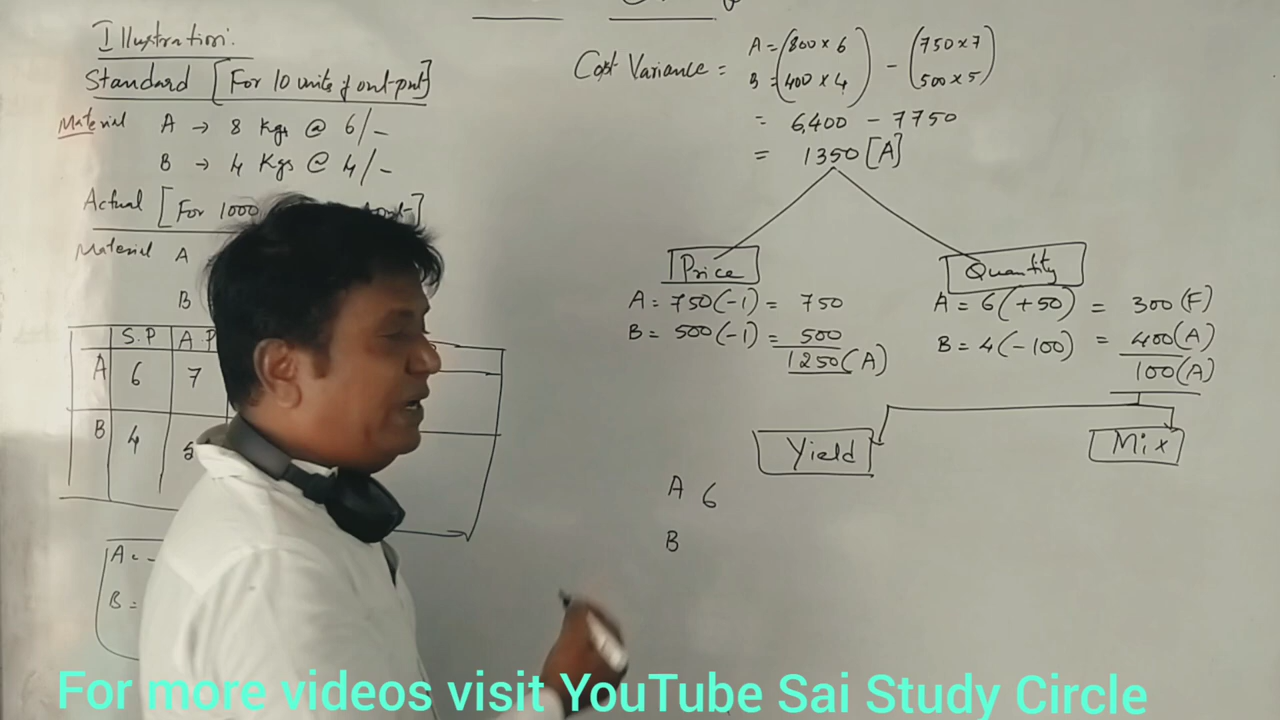 Illustration:
Standard [For 10 units of out-put]
Material A → 8 Kgs @ 6/-
B → 4 Kgs @ 4/-
Actual [For 1000
Material A
B
S.P A.P
A 6 7
B 4 5
A =
B =
Cost Variance = A = (800 x 6) - (750 x 7)
B = (400 x 4) (500 x 5)
= 6,400 - 7750
= 1350 [A]
Price
A = 750 (-1) = 750
B = 500 (-1) = 500
1250 (A)
Quantity
A = 6 (+50) = 300 (F)
B = 4 (-100) = 400 (A)
100 (A)
Yield Mix
A 6
B
For more videos visit YouTube Sai Study Circle